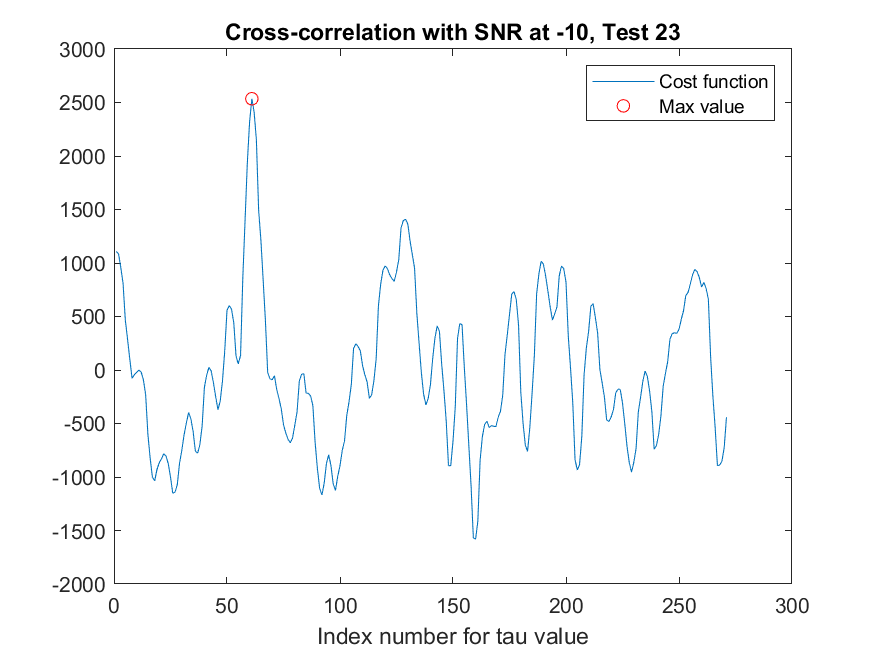 Cross-correlation with SNR at -10, Test 23
3000
2500
2000
1500
1000
500
0
-500
-1000
-1500
-2000
Cost function
Max value
0 50 100 150 200 250 300
Index number for tau value